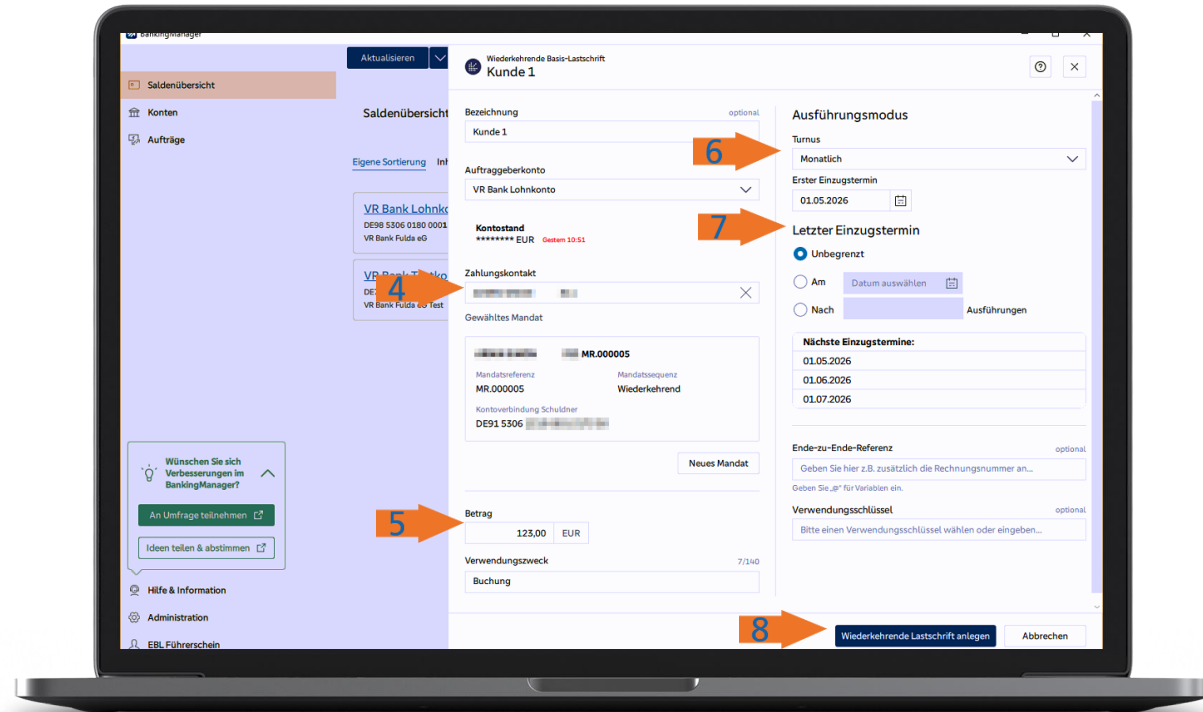 BankingManager
Aktualisieren
Saldenübersicht
Konten
Aufträge
Saldenübersicht
Eigene Sortierung
VR Bank
DE98 5306 0180 0001
VR Bank Fulda eG
VR Bank
VR Bank Fulda eG Test
Wünschen Sie sich
Verbesserungen im
BankingManager?
An Umfrage teilnehmen
Ideen teilen & abstimmen
Hilfe & Information
Administration
EBL Führerschein
Wiederkehrende Basis-Lastschrift
Kunde 1
Bezeichnung optional
Kunde 1
Auftraggeberkonto
VR Bank Lohnkonto
Kontostand
******** EUR Gestern 10:51
4
Zahlungskontakt
Gewähltes Mandat
MR.000005
Mandatsreferenz Mandatssequenz
MR.000005 Wiederkehrend
Kontoverbindung Schuldner
DE91 5306
Neues Mandat
5
Betrag
123,00 EUR
Verwendungszweck 7/140
Buchung
Ausführungsmodus
6
Turnus
Monatlich
Erster Einzugstermin
01.05.2026
7
Letzter Einzugstermin
Unbegrenzt
Am Datum auswählen
Nach Ausführungen
Nächste Einzugstermine:
01.05.2026
01.06.2026
01.07.2026
Ende-zu-Ende-Referenz optional
Geben Sie hier z.B. zusätzlich die Rechnungsnummer an...
Geben Sie „@“ für Variablen ein.
Verwendungsschlüssel optional
Bitte einen Verwendungsschlüssel wählen oder eingeben...
8
Wiederkehrende Lastschrift anlegen
Abbrechen